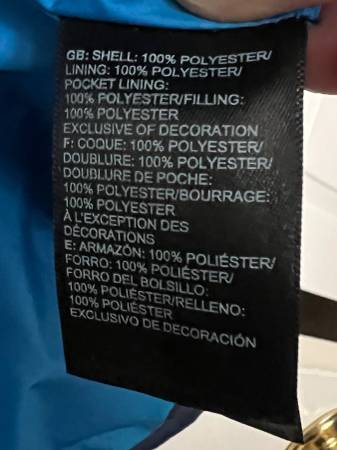 GB: SHELL: 100% POLYESTER/
LINING: 100% POLYESTER/
POCKET LINING:
100% POLYESTER/FILLING:
100% POLYESTER
EXCLUSIVE OF DECORATION
F: COQUE: 100% POLYESTER/
DOUBLURE: 100% POLYESTER/
DOUBLURE DE POCHE:
100% POLYESTER/BOURRAGE:
100% POLYESTER
À L'EXCEPTION DES
DÉCORATIONS
E: ARMAZÓN: 100% POLIÉSTER/
FORRO: 100% POLIÉSTER/
FORRO DEL BOLSILLO:
100% POLIÉSTER/RELLENO:
100% POLIÉSTER
EXCLUSIVO DE DECORACIÓN